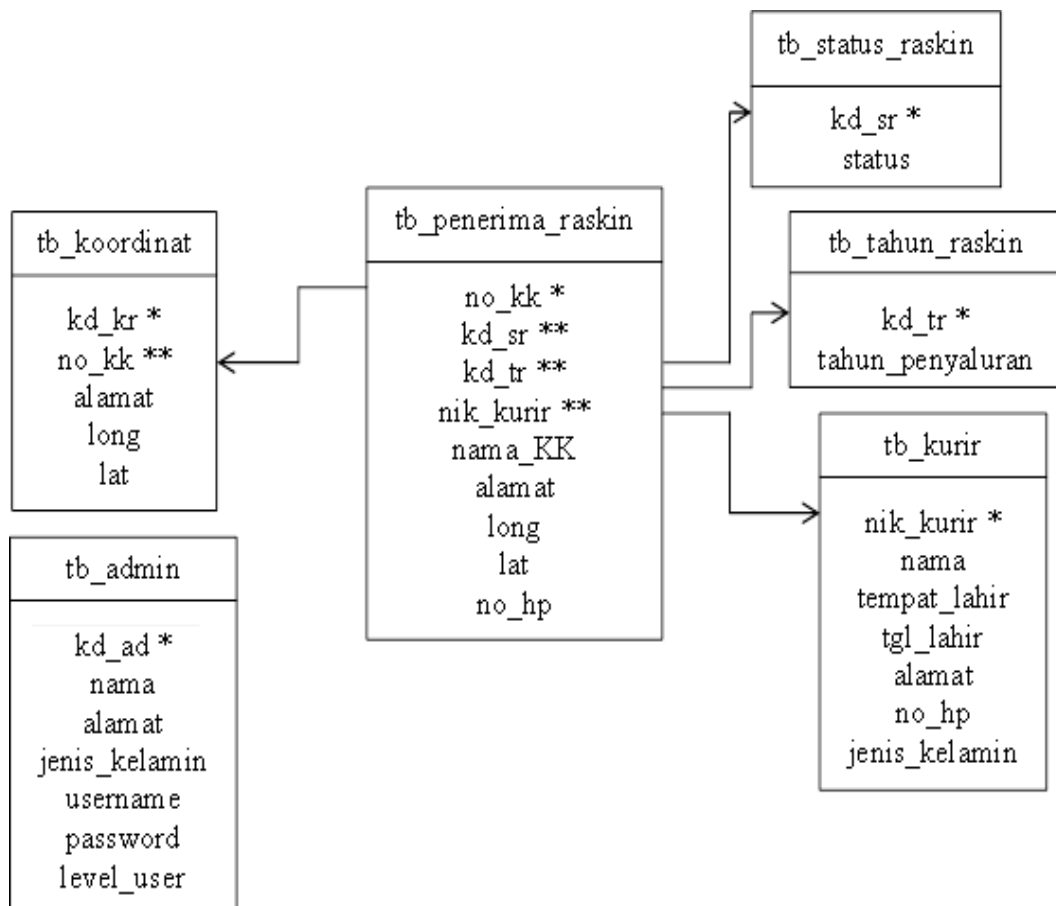 tb_status_raskin
kd_sr *
status
tb_penerima_raskin
no_kk *
kd_sr **
kd_tr **
nik_kurir **
nama_KK
alamat
long
lat
no_hp
tb_koordinat
kd_kr *
no_kk **
alamat
long
lat
tb_tahun_raskin
kd_tr *
tahun_penyaluran
tb_kurir
nik_kurir *
nama
tempat_lahir
tgl_lahir
alamat
no_hp
jenis_kelamin
tb_admin
kd_ad *
nama
alamat
jenis_kelamin
username
password
level_user